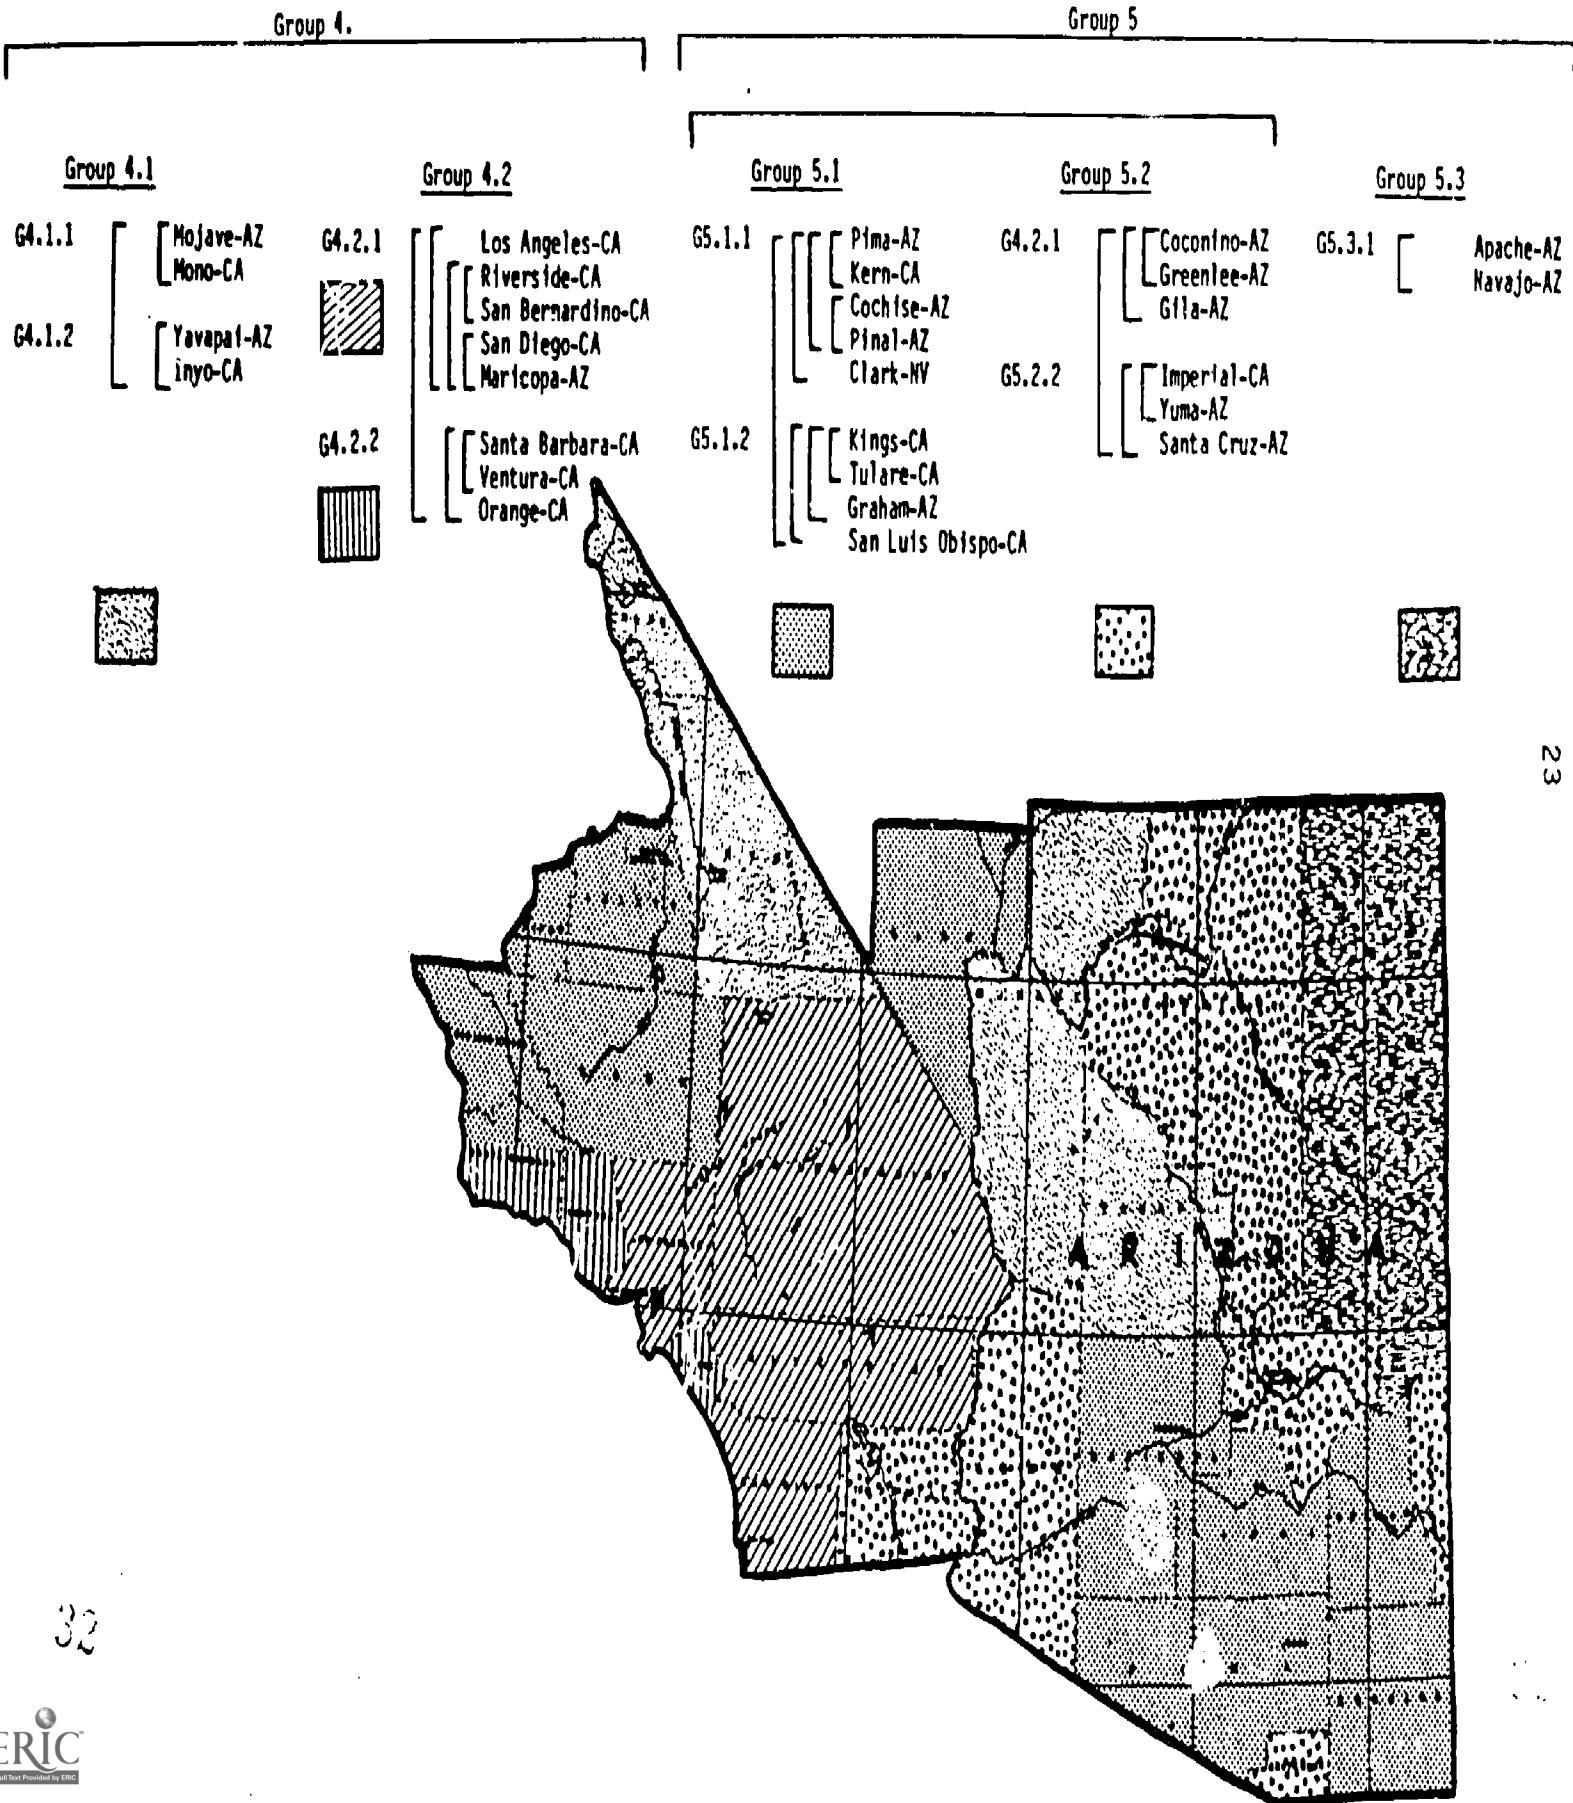 Group 4.
Group 5
Group 4.1
G4.1.1
Mojave-AZ
Mono-CA
G4.1.2
Yavapai-AZ
inyo-CA
Group 4.2
G4.2.1
Los Angeles-CA
Riverside-CA
San Bernardino-CA
San Diego-CA
Maricopa-AZ
G4.2.2
Santa Barbara-CA
Ventura-CA
Orange-CA
Group 5.1
G5.1.1
Pima-AZ
Kern-CA
Cochise-AZ
Pinal-AZ
Clark-NV
G5.1.2
Kings-CA
Tulare-CA
Graham-AZ
San Luis Obispo-CA
Group 5.2
G4.2.1
Coconino-AZ
Greenlee-AZ
Gila-AZ
G5.2.2
Imperial-CA
Yuma-AZ
Santa Cruz-AZ
Group 5.3
G5.3.1
Apache-AZ
Navajo-AZ
23
ARIZONA
32
ERIC
Full Text Provided by ERIC